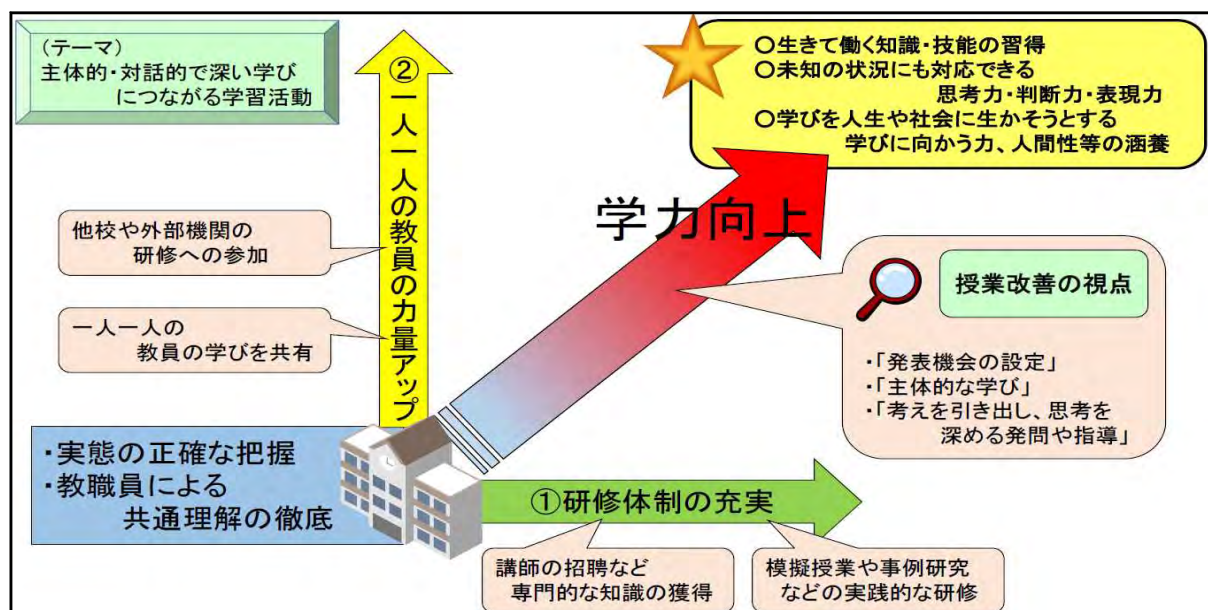 (テーマ)
主体的・対話的で深い学び
につながる学習活動
②一人一人の教員の力量アップ
〇生きて働く知識・技能の習得
〇未知の状況にも対応できる
思考力・判断力・表現力
〇学びを人生や社会に生かそうとする
学びに向かう力、人間性等の涵養
学力向上
他校や外部機関の
研修への参加
一人一人の
教員の学びを共有
授業改善の視点
・「発表機会の設定」
・「主体的な学び」
・「考えを引き出し、思考を
深める発問や指導」
・実態の正確な把握
・教職員による
共通理解の徹底
①研修体制の充実
講師の招聘など
専門的な知識の獲得
模擬授業や事例研究
などの実践的な研修